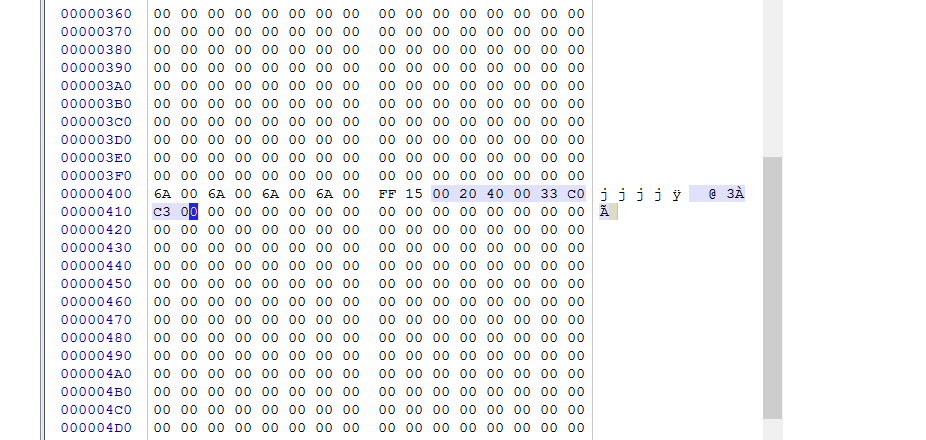 00000360 00 00 00 00 00 00 00 00 00 00 00 00 00 00 00 00
00000370 00 00 00 00 00 00 00 00 00 00 00 00 00 00 00 00
00000380 00 00 00 00 00 00 00 00 00 00 00 00 00 00 00 00
00000390 00 00 00 00 00 00 00 00 00 00 00 00 00 00 00 00
000003A0 00 00 00 00 00 00 00 00 00 00 00 00 00 00 00 00
000003B0 00 00 00 00 00 00 00 00 00 00 00 00 00 00 00 00
000003C0 00 00 00 00 00 00 00 00 00 00 00 00 00 00 00 00
000003D0 00 00 00 00 00 00 00 00 00 00 00 00 00 00 00 00
000003E0 00 00 00 00 00 00 00 00 00 00 00 00 00 00 00 00
000003F0 00 00 00 00 00 00 00 00 00 00 00 00 00 00 00 00
00000400 6A 00 6A 00 6A 00 6A 00 FF 15 00 20 40 00 33 C0 j j j j ÿ @ 3À
00000410 C3 00 00 00 00 00 00 00 00 00 00 00 00 00 00 00 Ã
00000420 00 00 00 00 00 00 00 00 00 00 00 00 00 00 00 00
00000430 00 00 00 00 00 00 00 00 00 00 00 00 00 00 00 00
00000440 00 00 00 00 00 00 00 00 00 00 00 00 00 00 00 00
00000450 00 00 00 00 00 00 00 00 00 00 00 00 00 00 00 00
00000460 00 00 00 00 00 00 00 00 00 00 00 00 00 00 00 00
00000470 00 00 00 00 00 00 00 00 00 00 00 00 00 00 00 00
00000480 00 00 00 00 00 00 00 00 00 00 00 00 00 00 00 00
00000490 00 00 00 00 00 00 00 00 00 00 00 00 00 00 00 00
000004A0 00 00 00 00 00 00 00 00 00 00 00 00 00 00 00 00
000004B0 00 00 00 00 00 00 00 00 00 00 00 00 00 00 00 00
000004C0 00 00 00 00 00 00 00 00 00 00 00 00 00 00 00 00
000004D0 00 00 00 00 00 00 00 00 00 00 00 00 00 00 00 00